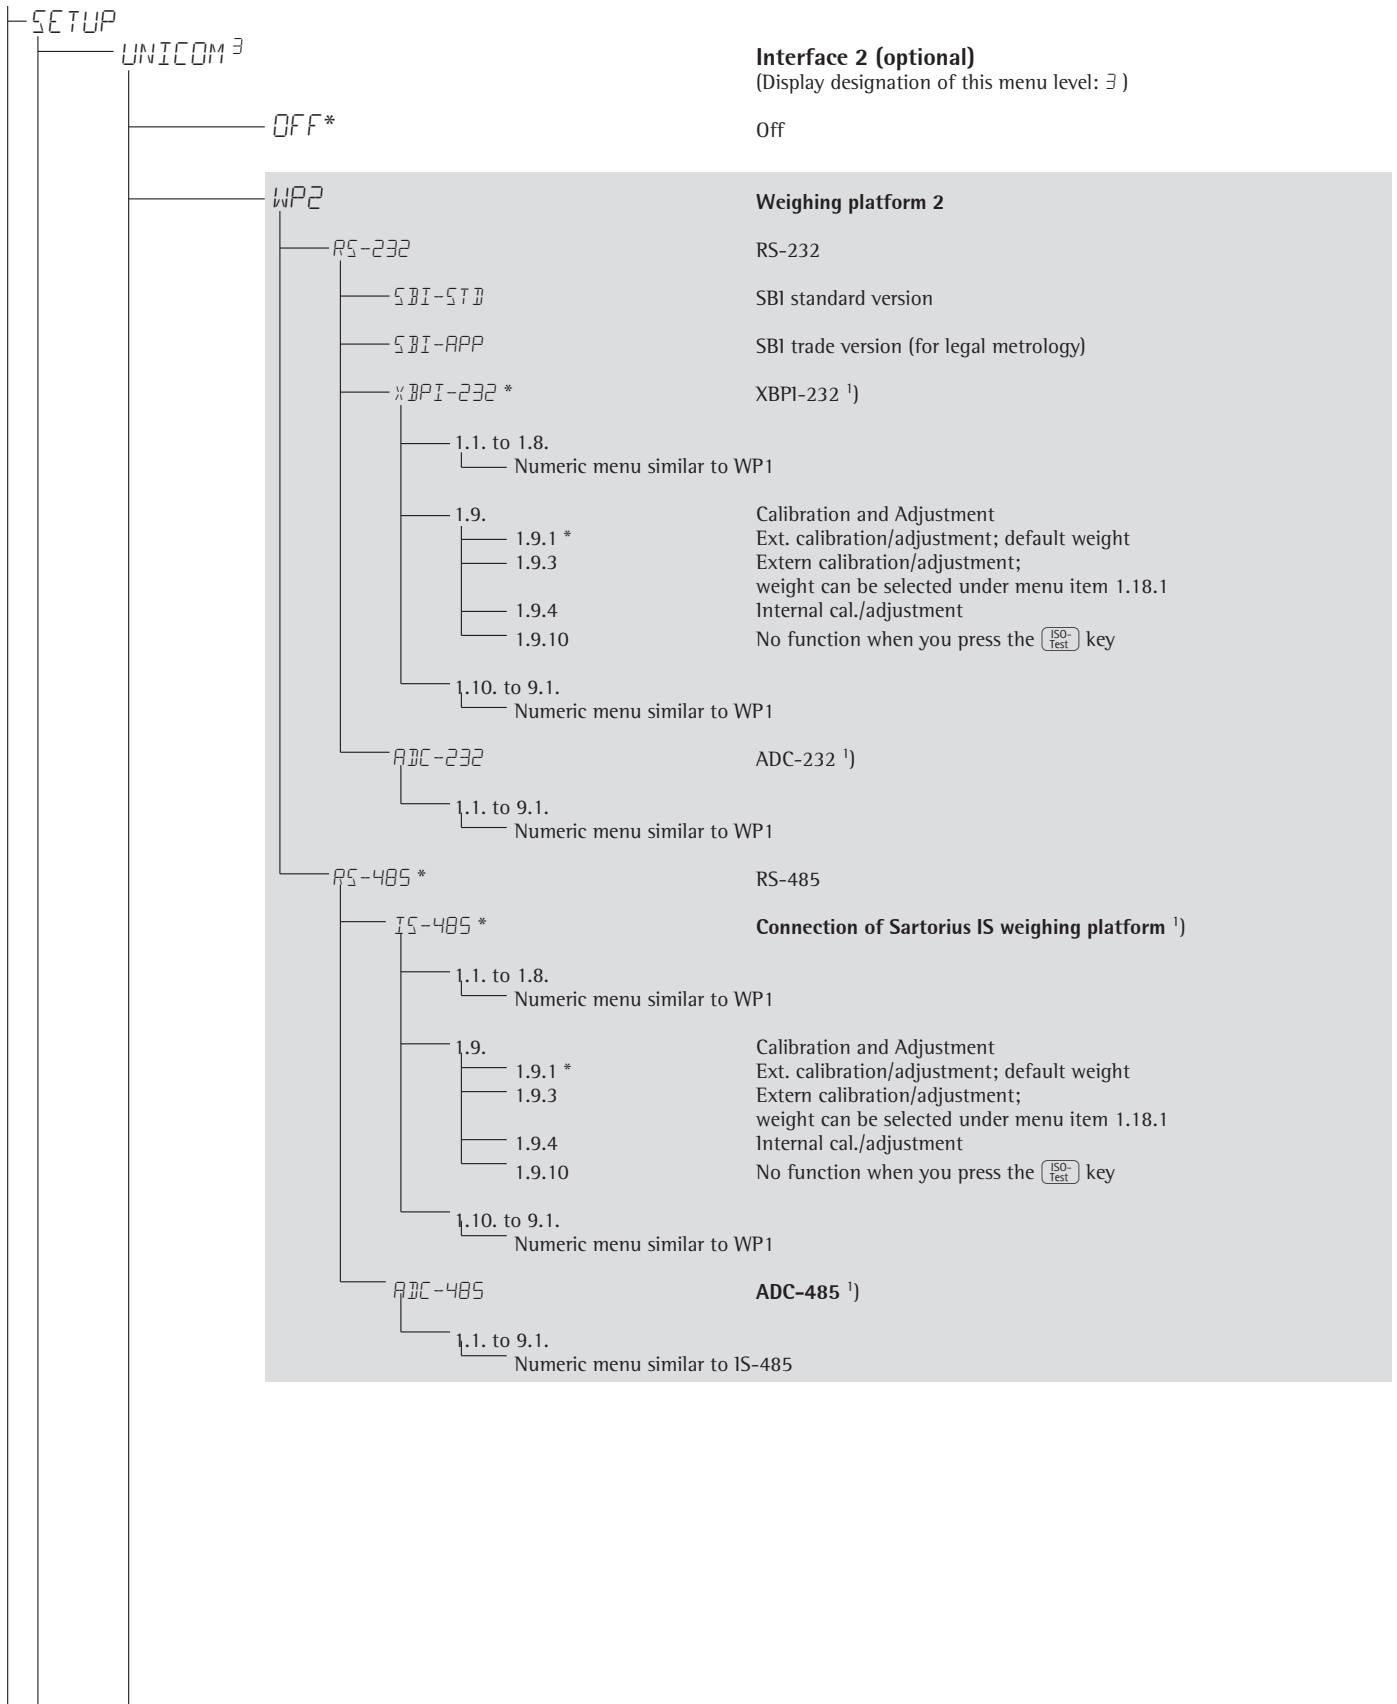 SETUP
UNICOM 3 Interface 2 (optional)
(Display designation of this menu level: 3 )
OFF* Off
WP2 Weighing platform 2
RS-232 RS-232
SBI-STD SBI standard version
SBI-APP SBI trade version (for legal metrology)
XBPI-232 * XBPI-232 1)
1.1. to 1.8.
Numeric menu similar to WP1
1.9. Calibration and Adjustment
1.9.1 * Ext. calibration/adjustment; default weight
1.9.3 Extern calibration/adjustment;
weight can be selected under menu item 1.18.1
1.9.4 Internal cal./adjustment
1.9.10 No function when you press the ISO-Test key
1.10. to 9.1.
Numeric menu similar to WP1
ADC-232 ADC-232 1)
1.1. to 9.1.
Numeric menu similar to WP1
RS-485 * RS-485
IS-485 * Connection of Sartorius IS weighing platform 1)
1.1. to 1.8.
Numeric menu similar to WP1
1.9. Calibration and Adjustment
1.9.1 * Ext. calibration/adjustment; default weight
1.9.3 Extern calibration/adjustment;
weight can be selected under menu item 1.18.1
1.9.4 Internal cal./adjustment
1.9.10 No function when you press the ISO-Test key
1.10. to 9.1.
Numeric menu similar to WP1
ADC-485 ADC-485 1)
1.1. to 9.1.
Numeric menu similar to IS-485